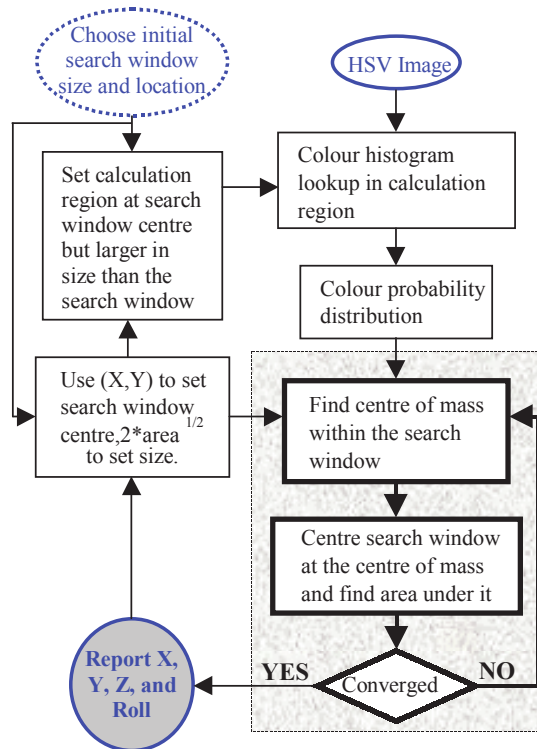 Choose initial
search window
size and location
HSV Image
Set calculation
region at search
window centre
but larger in
size than the
search window
Colour histogram
lookup in calculation
region
Colour probability
distribution
Use (X,Y) to set
search window
centre,2*area 1/2
to set size.
Find centre of mass
within the search
window
Centre search window
at the centre of mass
and find area under it
Report X,
Y, Z, and
Roll
YES
Converged
NO